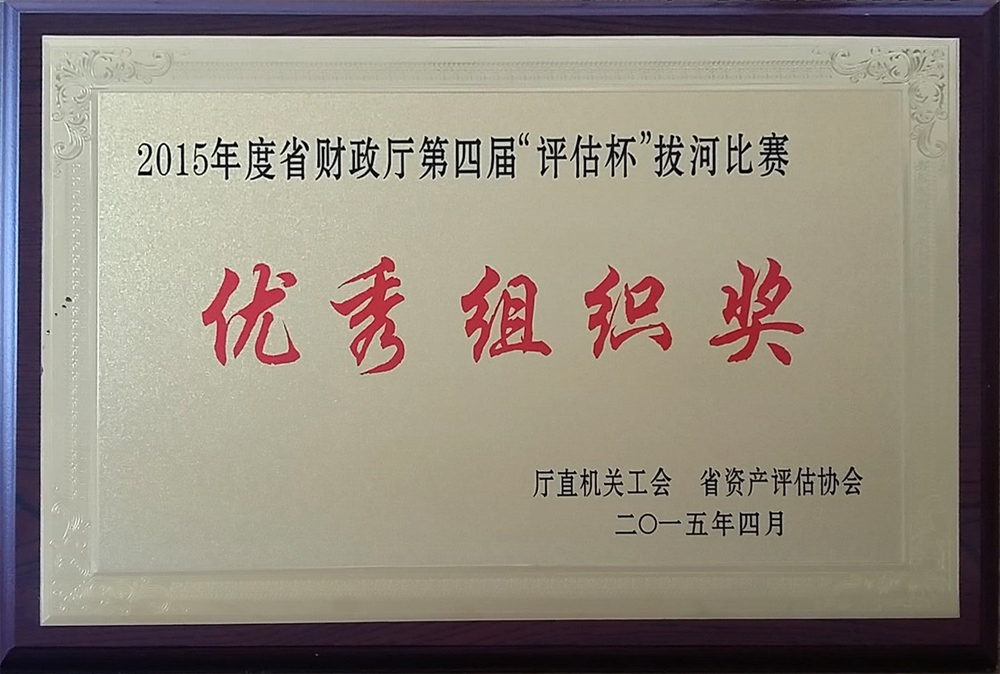 2015年度省财政厅第四届“评估杯”拔河比赛
优秀组织奖
厅直机关工会 省资产评估协会
二〇一五年四月